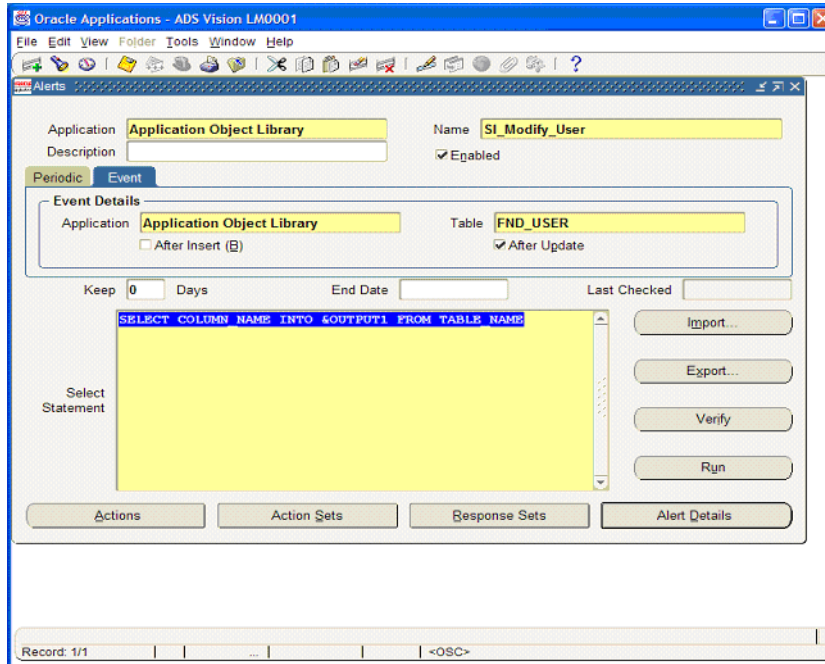 Oracle Applications - ADS Vision LM0001
File Edit View Folder Tools Window Help
Alerts
Application Application Object Library Name SI_Modify_User
Description Enabled
Periodic Event
Event Details
Application Application Object Library Table FND_USER
After Insert (B) After Update
Keep 0 Days End Date Last Checked
SELECT COLUMN_NAME INTO &OUTPUT1 FROM TABLE_NAME
Import...
Export...
Select
Statement
Verify
Run
Actions Action Sets Response Sets Alert Details
Record: 1/1 ... <OSC>